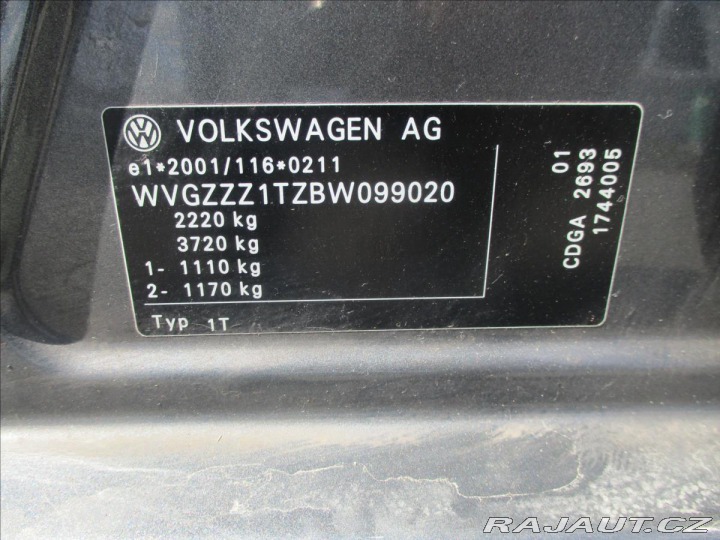 VOLKSWAGEN AG
e1*2001/116*0211
WVGZZZ1TZBW099020
2220 kg
3720 kg
1- 1110 kg
2- 1170 kg
Typ 1T
01
CDGA 2693
1744005
RAJAUT.CZ